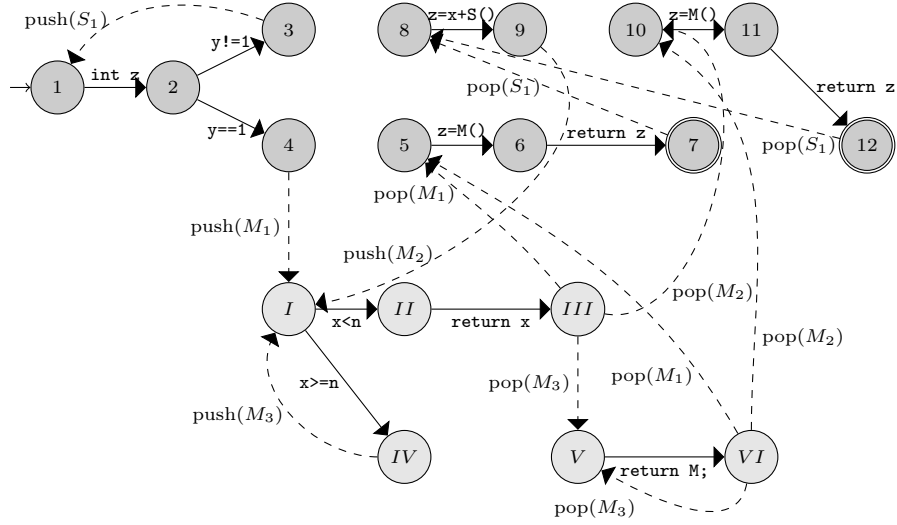 push(S₁)
3
8
z=x+S()
9
10
z=M()
11
y!=1
1
int z
2
pop(S₁)
return z
y==1
4
5
z=M()
6
return z
7
pop(S₁)
12
pop(M₁)
push(M₁)
push(M₂)
pop(M₂)
I
x<n
II
return x
III
pop(M₂)
x>=n
pop(M₃)
pop(M₁)
push(M₃)
IV
V
return M;
VI
pop(M₃)